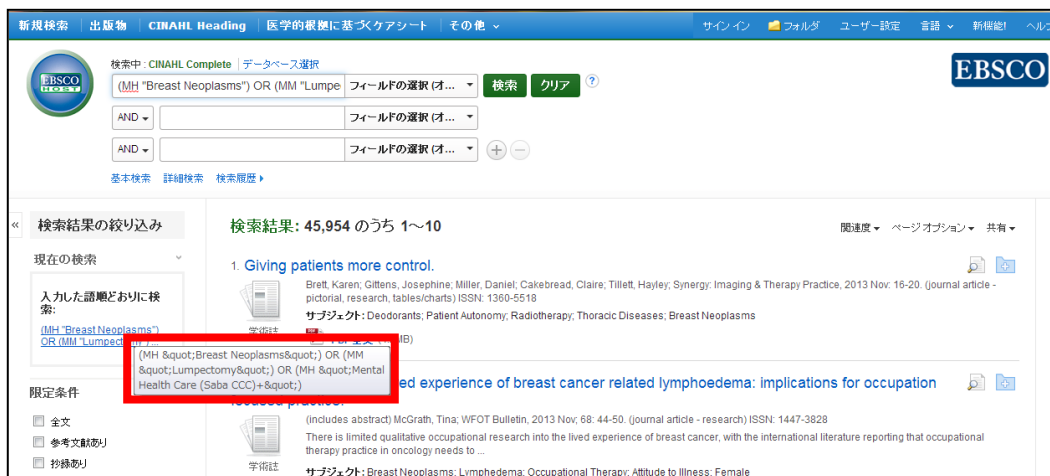 新規検索 出版物 CINAHL Heading 医学的根拠に基づくケアシート その他
サインイン フォルダ ユーザー設定 言語 新機能!
検索中 : CINAHL Complete データベース選択
EBSCO HOST
(MH "Breast Neoplasms") OR (MM "Lumpe フィールドの選択 (オ... 検索 クリア ?
EBSCO
AND フィールドの選択 (オ...
AND フィールドの選択 (オ...
基本検索 詳細検索 検索履歴
« 検索結果の絞り込み
検索結果: 45,954 のうち 1～10
関連度 ページ オプション 共有
現在の検索
1. Giving patients more control.
Brett, Karen; Gittens, Josephine; Miller, Daniel; Cakebread, Claire; Tillett, Hayley; Synergy: Imaging & Therapy Practice, 2013 Nov: 16-20. (journal article -
pictorial, research, tables/charts) ISSN: 1360-5518
サブジェクト: Deodorants; Patient Autonomy; Radiotherapy; Thoracic Diseases; Breast Neoplasms
入力した語順どおりに検
索:
(MH "Breast Neoplasms")
OR (MM "Lumpectomy")...
学術誌
MB)
(MH &quot;Breast Neoplasms&quot;) OR (MM
&quot;Lumpectomy&quot;) OR (MH &quot;Mental
Health Care (Saba CCC)+&quot;)
ed experience of breast cancer related lymphoedema: implications for occupation
限定条件
(includes abstract) McGrath, Tina; WFOT Bulletin, 2013 Nov; 68: 44-50. (journal article - research) ISSN: 1447-3828
There is limited qualitative occupational research into the lived experience of breast cancer, with the international literature reporting that occupational
therapy practice in oncology needs to ...
全文
参考文献あり
抄録あり
学術誌
サブジェクト: Breast Neoplasms; Lymphedema; Occupational Therapy; Attitude to Illness; Female